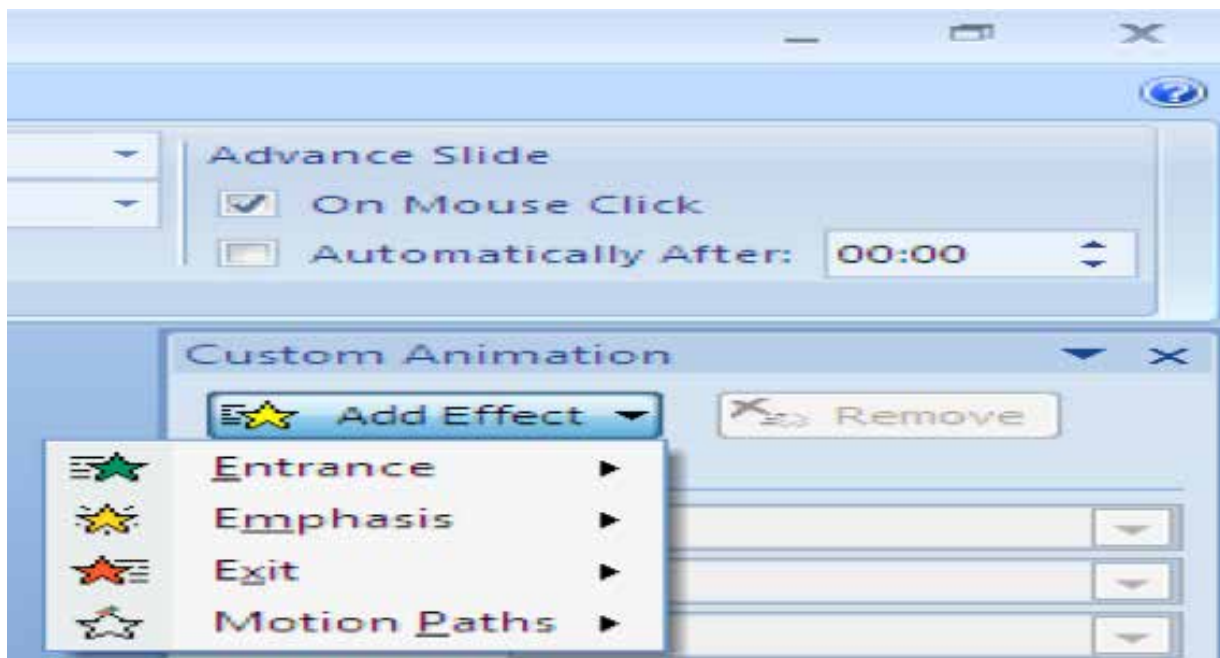 Advance Slide
On Mouse Click
Automatically After: 00:00
Custom Animation
Add Effect Remove
Entrance
Emphasis
Exit
Motion Paths